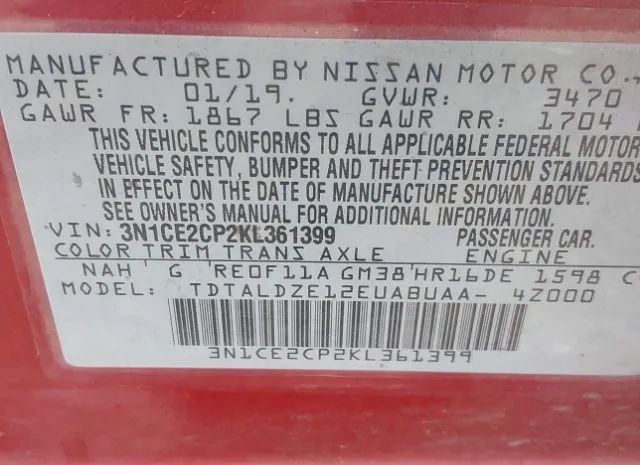 MANUFACTURED BY NISSAN MOTOR CO.,
DATE: 01/19. GVWR: 3470
GAWR FR: 1867 LBS GAWR RR: 1704
THIS VEHICLE CONFORMS TO ALL APPLICABLE FEDERAL MOTOR
VEHICLE SAFETY, BUMPER AND THEFT PREVENTION STANDARDS
IN EFFECT ON THE DATE OF MANUFACTURE SHOWN ABOVE.
SEE OWNER'S MANUAL FOR ADDITIONAL INFORMATION
VIN: 3N1CE2CP2KL361399 PASSENGER CAR.
COLOR TRIM TRANS AXLE ENGINE
NAH G RE0F11A GM38 HR16DE 1598 C
MODEL: TDTALDZE12EUABUAA- 4Z000
3N1CE2CP2KL361399